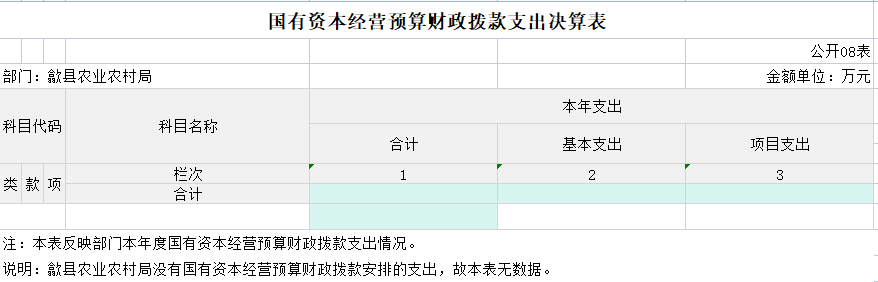 国有资本经营预算财政拨款支出决算表
公开08表
部门：歙县农业农村局 金额单位：万元
科目代码 科目名称 本年支出
合计 基本支出 项目支出
类 款 项 栏次 1 2 3
合计
注：本表反映部门本年度国有资本经营预算财政拨款支出情况。
说明：歙县农业农村局没有国有资本经营预算财政拨款安排的支出，故本表无数据。